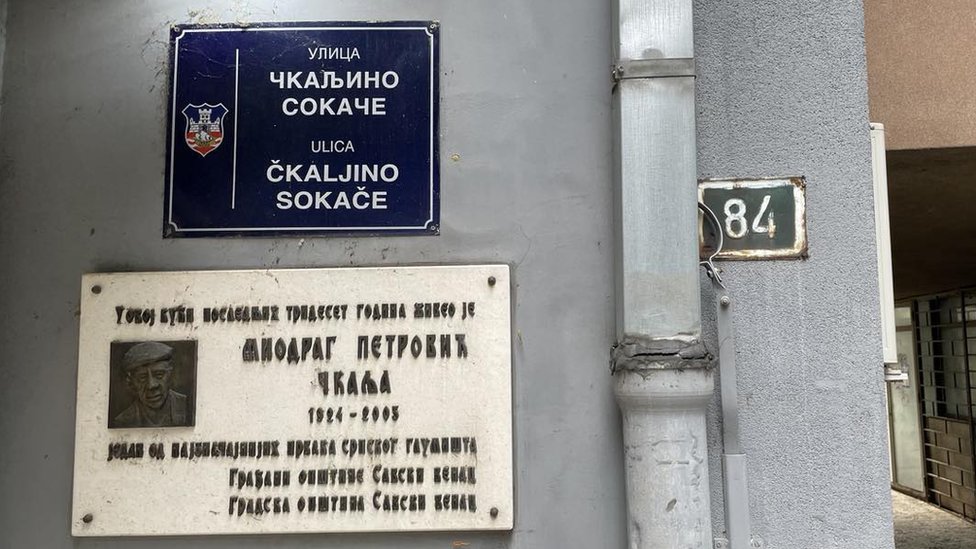 УЛИЦА
ЧКАЉИНО
СОКАЧЕ
ULICA
ČKALJINO
SOKAČE
84
У овој кући последњих тридесет година живео је
МИОДРАГ ПЕТРОВИЋ
ЧКАЉА
1924 - 2003
један од најзначајнијих првака српског глумишта
Грађани општине Савски венац
Градска општина Савски венац